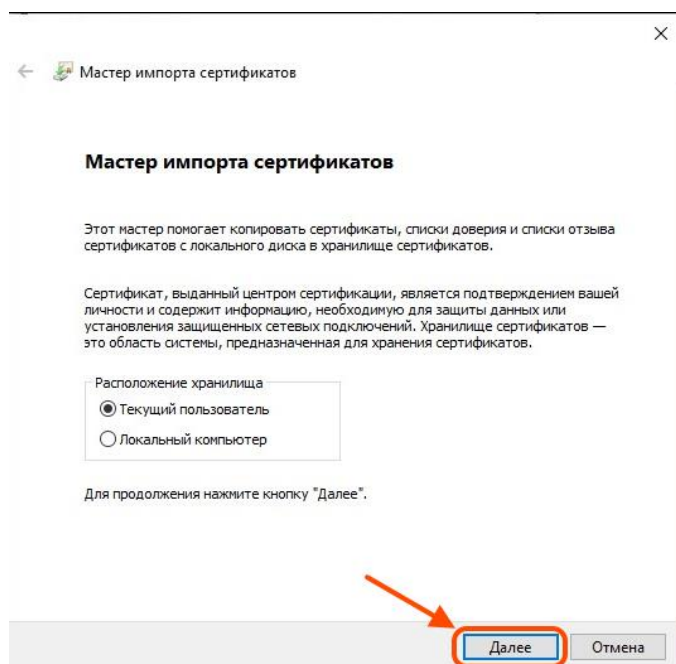 Мастер импорта сертификатов
Мастер импорта сертификатов
Этот мастер помогает копировать сертификаты, списки доверия и списки отзыва
сертификатов с локального диска в хранилище сертификатов.
Сертификат, выданный центром сертификации, является подтверждением вашей
личности и содержит информацию, необходимую для защиты данных или
установления защищенных сетевых подключений. Хранилище сертификатов —
это область системы, предназначенная для хранения сертификатов.
Расположение хранилища
Текущий пользователь
Локальный компьютер
Для продолжения нажмите кнопку "Далее".
Далее Отмена